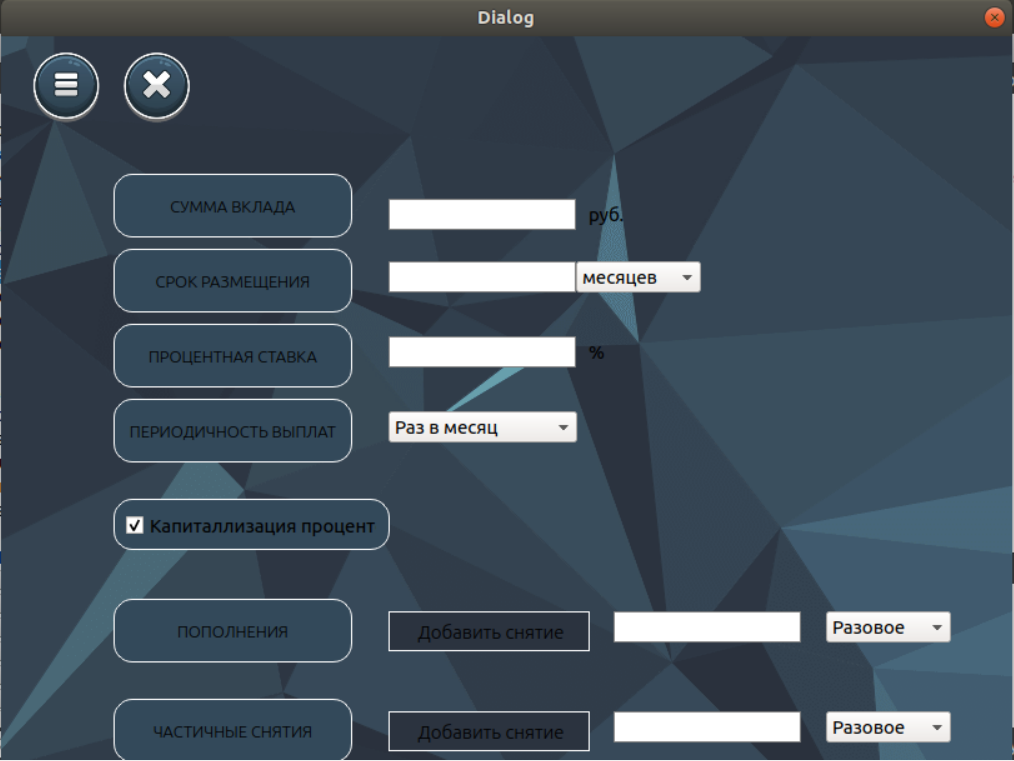 Dialog
СУММА ВКЛАДА
руб.
СРОК РАЗМЕЩЕНИЯ
месяцев
ПРОЦЕНТНАЯ СТАВКА
%
ПЕРИОДИЧНОСТЬ ВЫПЛАТ
Раз в месяц
Капиталлизация процент
ПОПОЛНЕНИЯ
Добавить снятие
Разовое
ЧАСТИЧНЫЕ СНЯТИЯ
Добавить снятие
Разовое